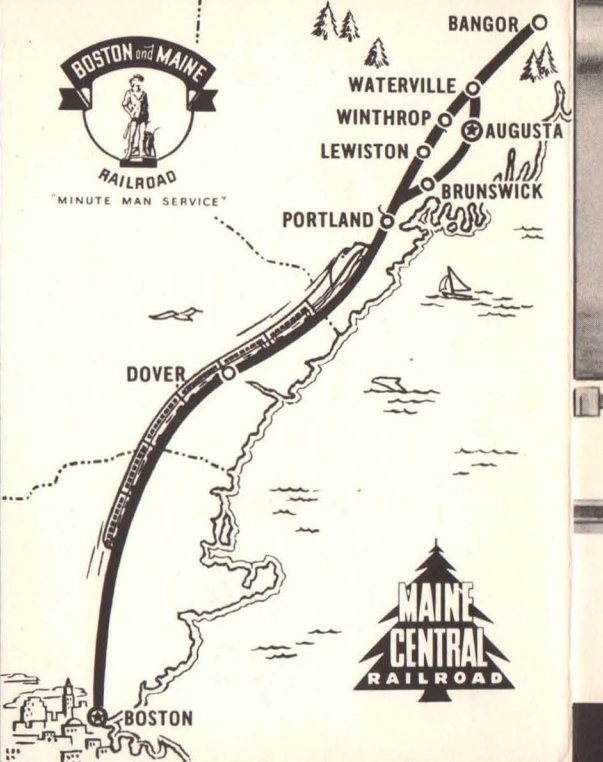 BOSTON and MAINE
RAILROAD
"MINUTE MAN SERVICE"
BANGOR
WATERVILLE
WINTHROP
AUGUSTA
LEWISTON
BRUNSWICK
PORTLAND
DOVER
MAINE
CENTRAL
RAILROAD
BOSTON